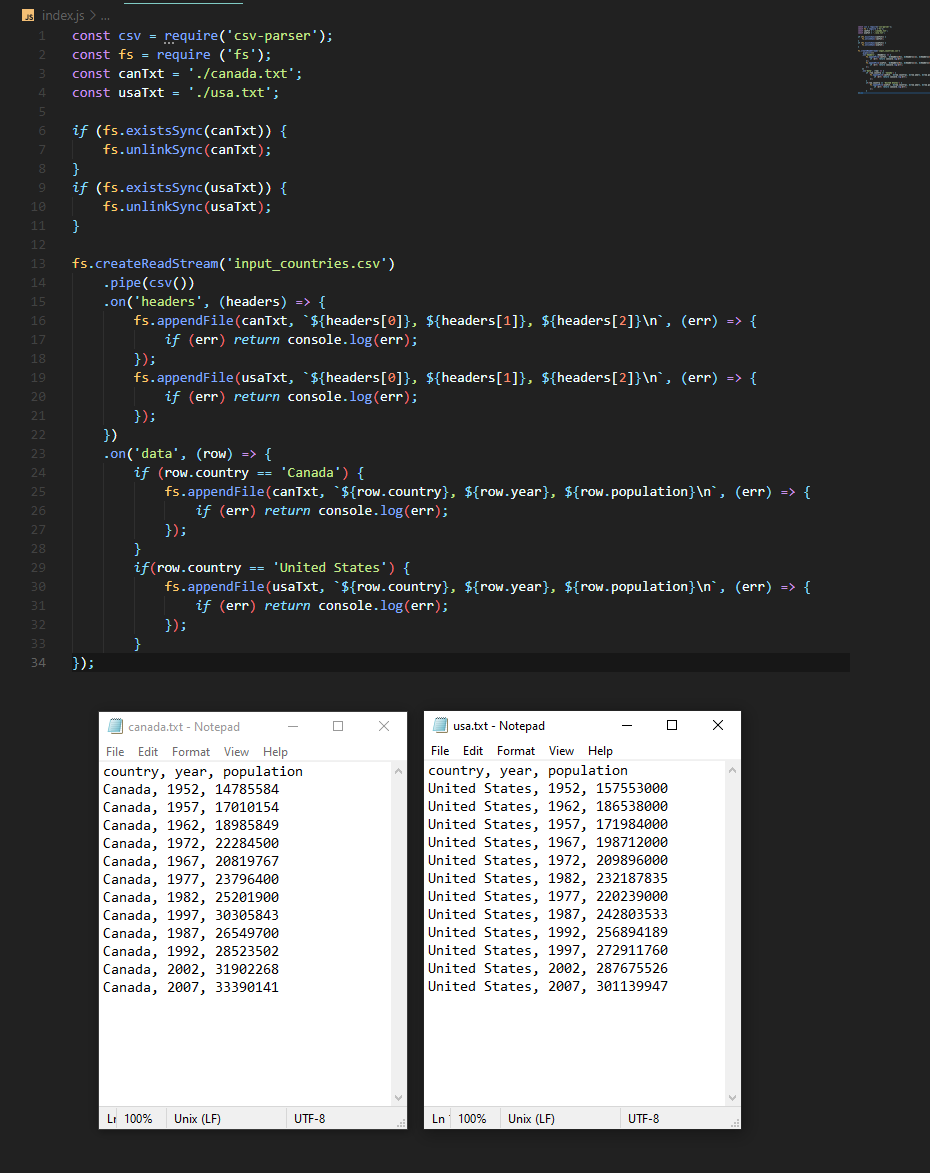 JS index.js > ...
1 const csv = require('csv-parser');
2 const fs = require ('fs');
3 const canTxt = './canada.txt';
4 const usaTxt = './usa.txt';
5
6 if (fs.existsSync(canTxt)) {
7     fs.unlinkSync(canTxt);
8 }
9 if (fs.existsSync(usaTxt)) {
10     fs.unlinkSync(usaTxt);
11 }
12
13 fs.createReadStream('input_countries.csv')
14     .pipe(csv())
15     .on('headers', (headers) => {
16         fs.appendFile(canTxt, `${headers[0]}, ${headers[1]}, ${headers[2]}\n`, (err) => {
17             if (err) return console.log(err);
18         });
19         fs.appendFile(usaTxt, `${headers[0]}, ${headers[1]}, ${headers[2]}\n`, (err) => {
20             if (err) return console.log(err);
21         });
22     })
23     .on('data', (row) => {
24         if (row.country == 'Canada') {
25             fs.appendFile(canTxt, `${row.country}, ${row.year}, ${row.population}\n`, (err) => {
26                 if (err) return console.log(err);
27             });
28         }
29         if(row.country == 'United States') {
30             fs.appendFile(usaTxt, `${row.country}, ${row.year}, ${row.population}\n`, (err) => {
31                 if (err) return console.log(err);
32             });
33         }
34 });
canada.txt - Notepad
File Edit Format View Help
country, year, population
Canada, 1952, 14785584
Canada, 1957, 17010154
Canada, 1962, 18985849
Canada, 1972, 22284500
Canada, 1967, 20819767
Canada, 1977, 23796400
Canada, 1982, 25201900
Canada, 1997, 30305843
Canada, 1987, 26549700
Canada, 1992, 28523502
Canada, 2002, 31902268
Canada, 2007, 33390141
Ln 100% Unix (LF) UTF-8
usa.txt - Notepad
File Edit Format View Help
country, year, population
United States, 1952, 157553000
United States, 1962, 186538000
United States, 1957, 171984000
United States, 1967, 198712000
United States, 1972, 209896000
United States, 1982, 232187835
United States, 1977, 220239000
United States, 1987, 242803533
United States, 1992, 256894189
United States, 1997, 272911760
United States, 2002, 287675526
United States, 2007, 301139947
Ln 100% Unix (LF) UTF-8